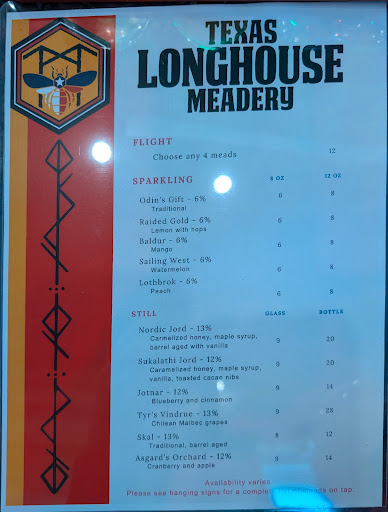 TEXAS
LONGHOUSE
MEADERY
FLIGHT
Choose any 4 meads 12
SPARKLING 6 OZ 12 OZ
Odin's Gift - 6% 6 8
Traditional
Raided Gold - 6% 6 8
Lemon with hops
Baldur - 6% 6 8
Mango
Sailing West - 6% 6 8
Watermelon
Lothbrok - 6% 6 8
Peach
STILL GLASS BOTTLE
Nordic Jord - 13% 9 20
Carmelized honey, maple syrup,
barrel aged with vanilla
Sukalathi Jord - 12% 9 20
Caramelized honey, maple syrup,
vanilla, toasted cacao nibs
Jotnar - 12% 9 14
Blueberry and cinnamon
Tyr's Vindrue - 13% 9 28
Chilean Malbec grapes
Skal - 13% 8 12
Traditional, barrel aged
Asgard's Orchard - 12% 9 14
Cranberry and apple
Availability varies
Please see hanging signs for a complete list of meads on tap.